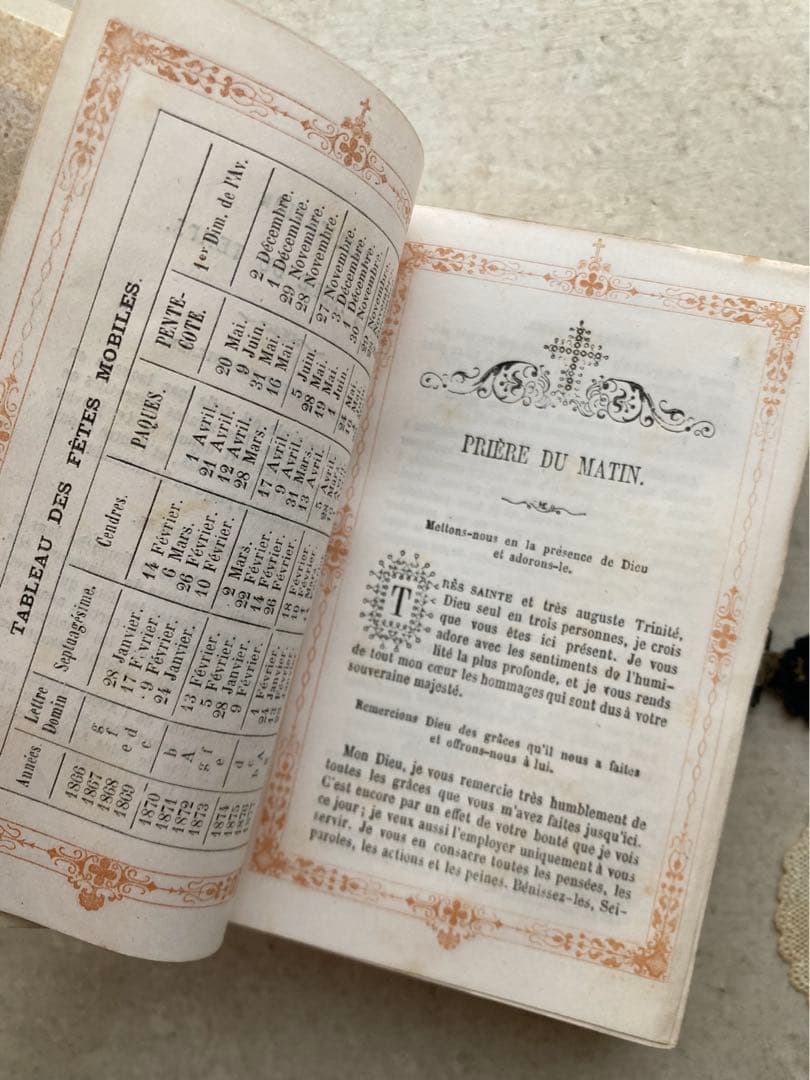 TABLEAU DES FÊTES MOBILES.
Années. Lettre Domin Septuagésime. Cendres. PAQUES. PENTE-COTE. 1er Dim. de l'Av.
1866 g 28 Janvier. 14 Février. 1 Avril. 20 Mai. 2 Décembre.
1867 f 17 Février. 6 Mars. 21 Avril. 9 Juin. 1 Décembre.
1868 ed 9 Février. 26 Février. 12 Avril. 31 Mai. 29 Novembre.
1869 c 24 Janvier. 10 Février. 28 Mars. 16 Mai. 28 Novembre.
1870 b 13 Février. 2 Mars. 17 Avril. 5 Juin. 27 Novembre.
1871 A 5 Février. 22 Février. 9 Avril. 28 Mai. 3 Décembre.
1872 g f 28 Janvier. 14 Février. 31 Mars. 19 Mai. 1 Décembre.
1873 e 9 Février. 26 Février. 13 Avril. 1 Juin. 30 Novembre.
1874 d 1 Février. 18 Février. Avril. 24 Mai.
1875
PRIÈRE DU MATIN.
Mettons-nous en la présence de Dieu
et adorons-le.
TRÈS SAINTE et très auguste Trinité,
Dieu seul en trois personnes, je crois
que vous êtes ici présent. Je vous
adore avec les sentiments de l'humi-
lité la plus profonde, et je vous rends
de tout mon cœur les hommages qui sont dus à votre
souveraine majesté.
Remercions Dieu des grâces qu'il nous a faites
et offrons-nous à lui.
Mon Dieu, je vous remercie très humblement de
toutes les grâces que vous m'avez faites jusqu'ici.
C'est encore par un effet de votre bonté que je vois
ce jour; je veux aussi l'employer uniquement à vous
servir. Je vous en consacre toutes les pensées, les
paroles, les actions et les peines. Bénissez-les, Sei-